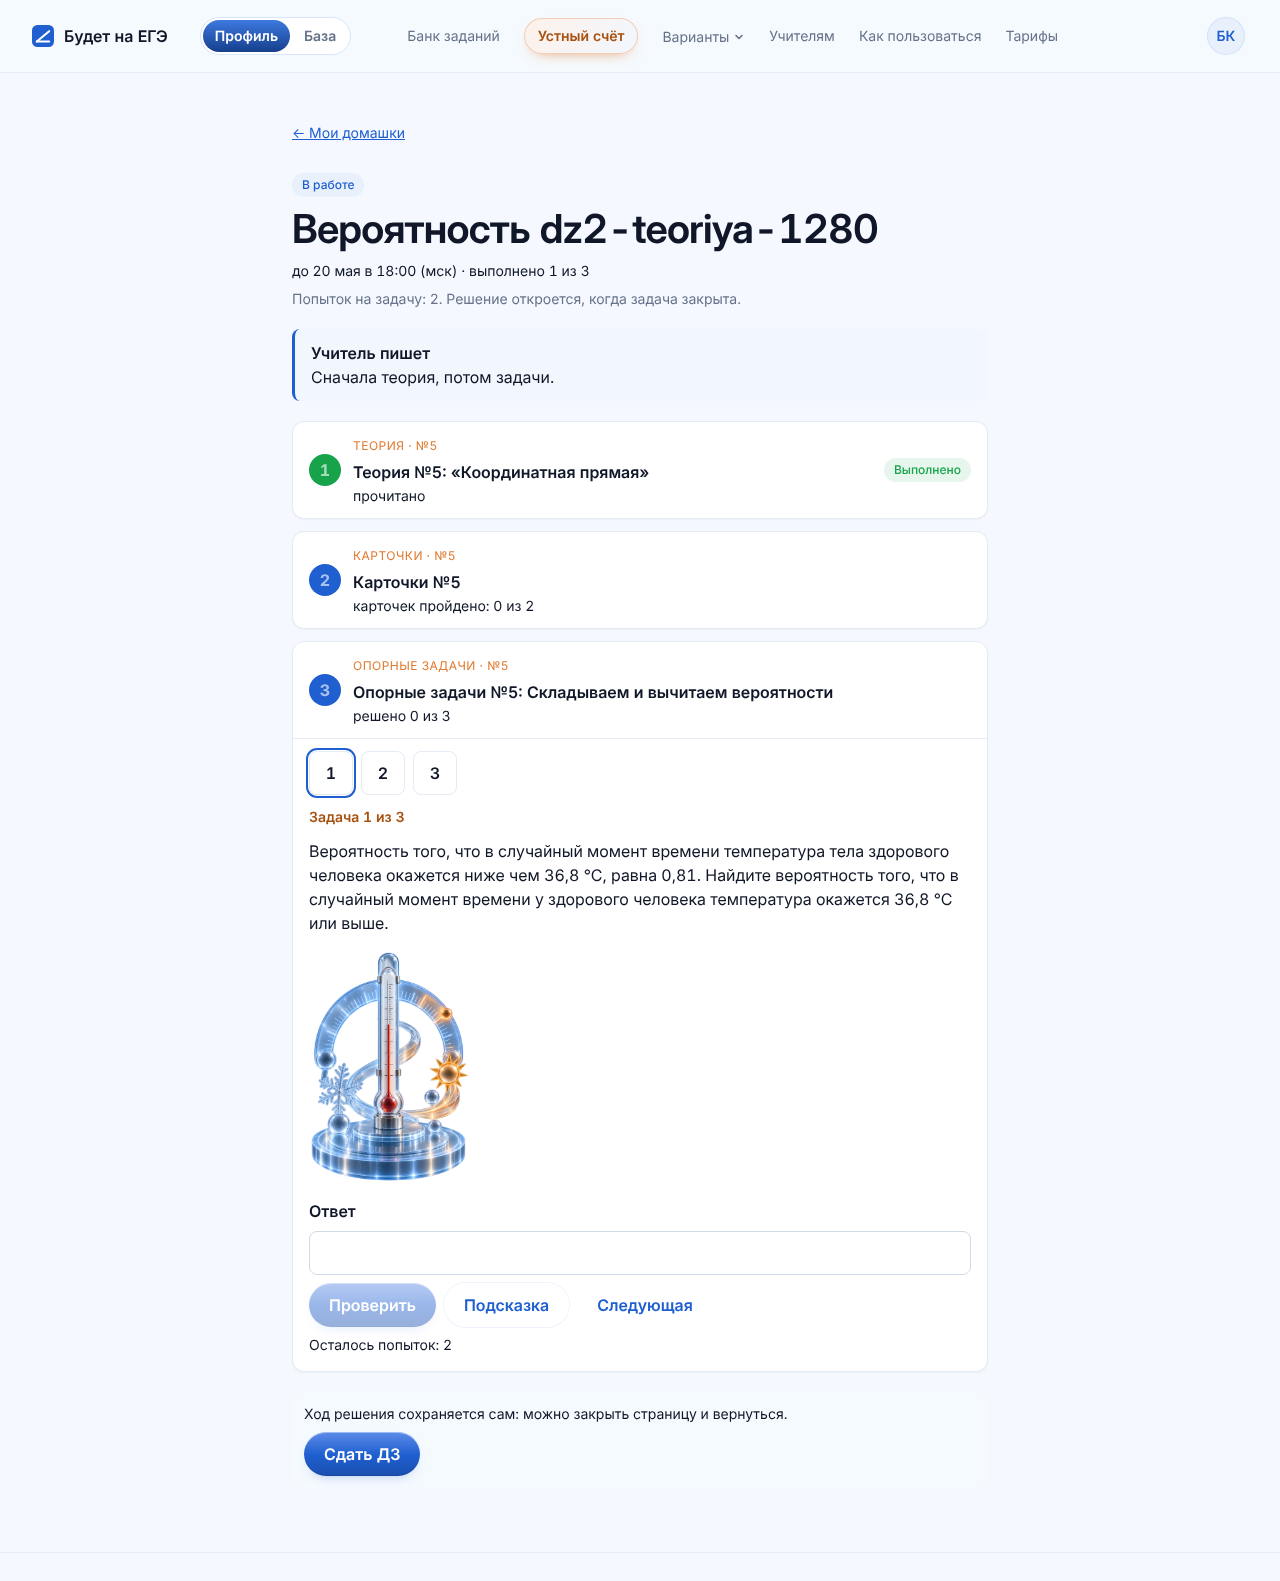 Будет на ЕГЭ
Профиль
База
Банк заданий
Устный счёт
Варианты
Учителям
Как пользоваться
Тарифы
БК
← Мои домашки
В работе
Вероятность dz2-teoriya-1280
до 20 мая в 18:00 (мск) · выполнено 1 из 3
Попыток на задачу: 2. Решение откроется, когда задача закрыта.
Учитель пишет
Сначала теория, потом задачи.
ТЕОРИЯ · №5
1
Теория №5: «Координатная прямая»
прочитано
Выполнено
КАРТОЧКИ · №5
2
Карточки №5
карточек пройдено: 0 из 2
ОПОРНЫЕ ЗАДАЧИ · №5
3
Опорные задачи №5: Складываем и вычитаем вероятности
решено 0 из 3
1
2
3
Задача 1 из 3
Вероятность того, что в случайный момент времени температура тела здорового
человека окажется ниже чем 36,8 °C, равна 0,81. Найдите вероятность того, что в
случайный момент времени у здорового человека температура окажется 36,8 °C
или выше.
Ответ
Проверить
Подсказка
Следующая
Осталось попыток: 2
Ход решения сохраняется сам: можно закрыть страницу и вернуться.
Сдать ДЗ